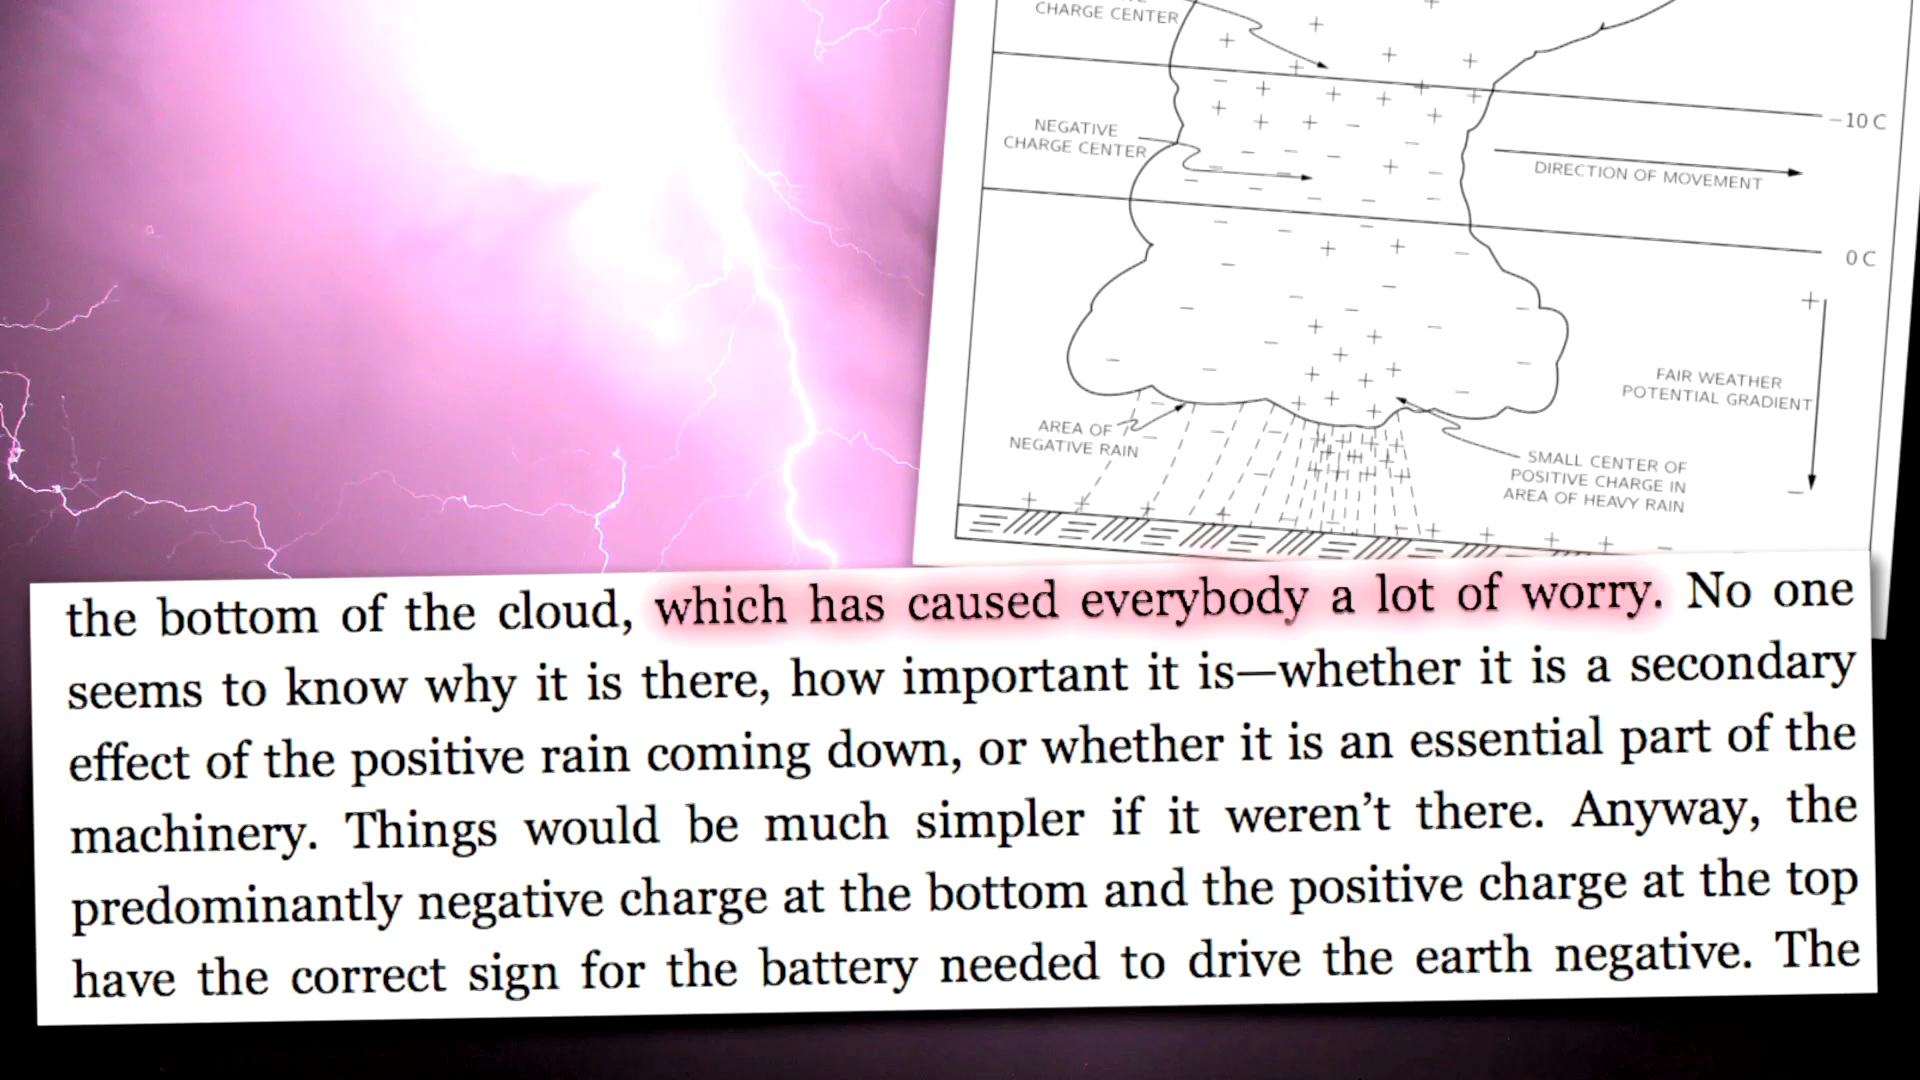 CHARGE CENTER
−10 C
NEGATIVE
CHARGE CENTER
DIRECTION OF MOVEMENT
0 C
FAIR WEATHER
POTENTIAL GRADIENT
AREA OF
NEGATIVE RAIN
SMALL CENTER OF
POSITIVE CHARGE IN
AREA OF HEAVY RAIN
the bottom of the cloud, which has caused everybody a lot of worry. No one
seems to know why it is there, how important it is—whether it is a secondary
effect of the positive rain coming down, or whether it is an essential part of the
machinery. Things would be much simpler if it weren’t there. Anyway, the
predominantly negative charge at the bottom and the positive charge at the top
have the correct sign for the battery needed to drive the earth negative. The